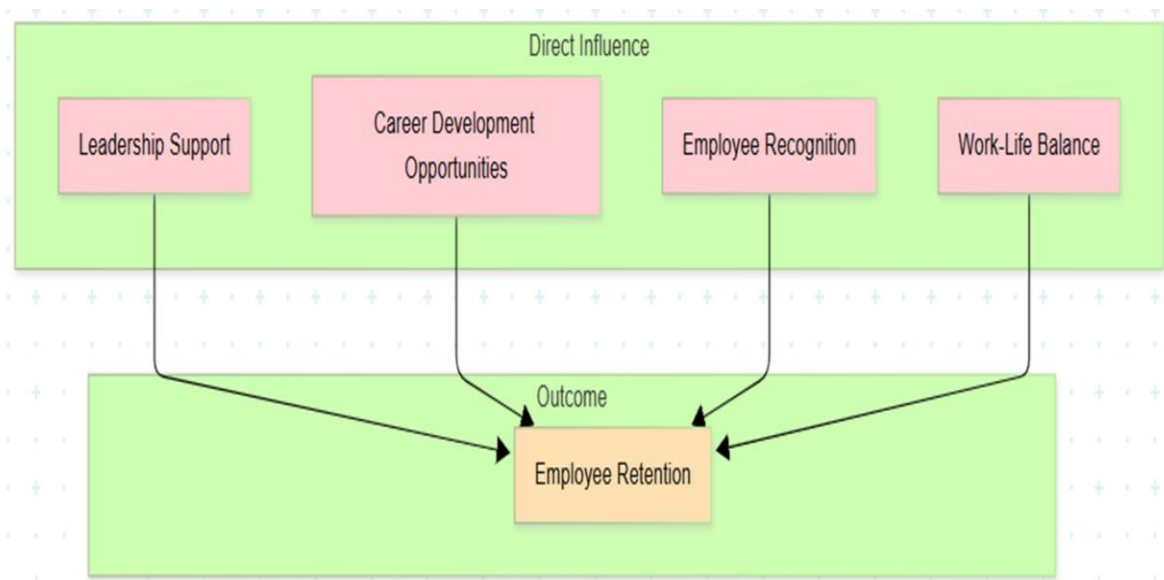 Direct Influence
Leadership Support
Career Development
Opportunities
Employee Recognition
Work-Life Balance
Outcome
Employee Retention